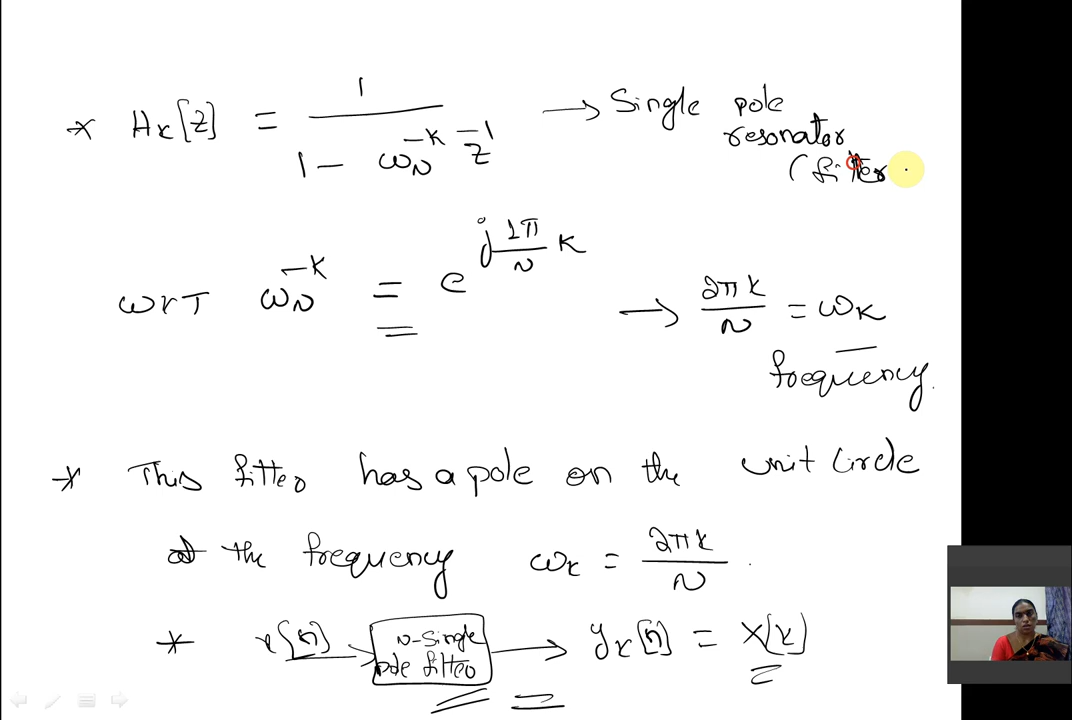 * Hk[z] = 1 / (1 - ωN^-k z^-1) → Single pole
resonator
(filter
wrT ωN^-k = e^(j 2π/N k) → 2πk/N = ωk
frequency.
* This filter has a pole on the unit circle
at the frequency ωk = 2πk/N .
* x[n] → N-Single pole filter → yk[n] = X[k]